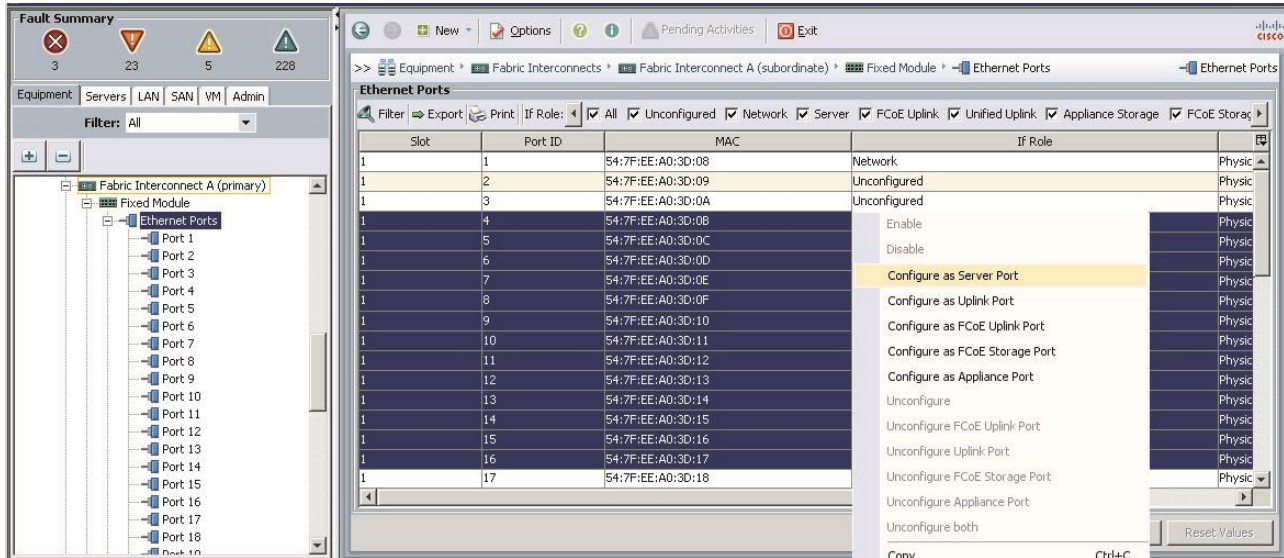 Fault Summary
3 23 5 228
Equipment Servers LAN SAN VM Admin
Filter: All
Fabric Interconnect A (primary)
Fixed Module
Ethernet Ports
Port 1
Port 2
Port 3
Port 4
Port 5
Port 6
Port 7
Port 8
Port 9
Port 10
Port 11
Port 12
Port 13
Port 14
Port 15
Port 16
Port 17
Port 18
Port 19
New Options Pending Activities Exit
CISCO
>> Equipment Fabric Interconnects Fabric Interconnect A (subordinate) Fixed Module Ethernet Ports Ethernet Ports
Ethernet Ports
Filter Export Print If Role: All Unconfigured Network Server FCoE Uplink Unified Uplink Appliance Storage FCoE Storag
Slot Port ID MAC If Role
1 1 54:7F:EE:A0:3D:08 Network Physic
1 2 54:7F:EE:A0:3D:09 Unconfigured Physic
1 3 54:7F:EE:A0:3D:0A Unconfigured Physic
1 4 54:7F:EE:A0:3D:0B Physic
1 5 54:7F:EE:A0:3D:0C Physic
1 6 54:7F:EE:A0:3D:0D Physic
1 7 54:7F:EE:A0:3D:0E Physic
1 8 54:7F:EE:A0:3D:0F Physic
1 9 54:7F:EE:A0:3D:10 Physic
1 10 54:7F:EE:A0:3D:11 Physic
1 11 54:7F:EE:A0:3D:12 Physic
1 12 54:7F:EE:A0:3D:13 Physic
1 13 54:7F:EE:A0:3D:14 Physic
1 14 54:7F:EE:A0:3D:15 Physic
1 15 54:7F:EE:A0:3D:16 Physic
1 16 54:7F:EE:A0:3D:17 Physic
1 17 54:7F:EE:A0:3D:18 Physic
Enable
Disable
Configure as Server Port
Configure as Uplink Port
Configure as FCoE Uplink Port
Configure as FCoE Storage Port
Configure as Appliance Port
Unconfigure
Unconfigure FCoE Uplink Port
Unconfigure Uplink Port
Unconfigure FCoE Storage Port
Unconfigure Appliance Port
Unconfigure both
Copy Ctrl+C
Reset Values